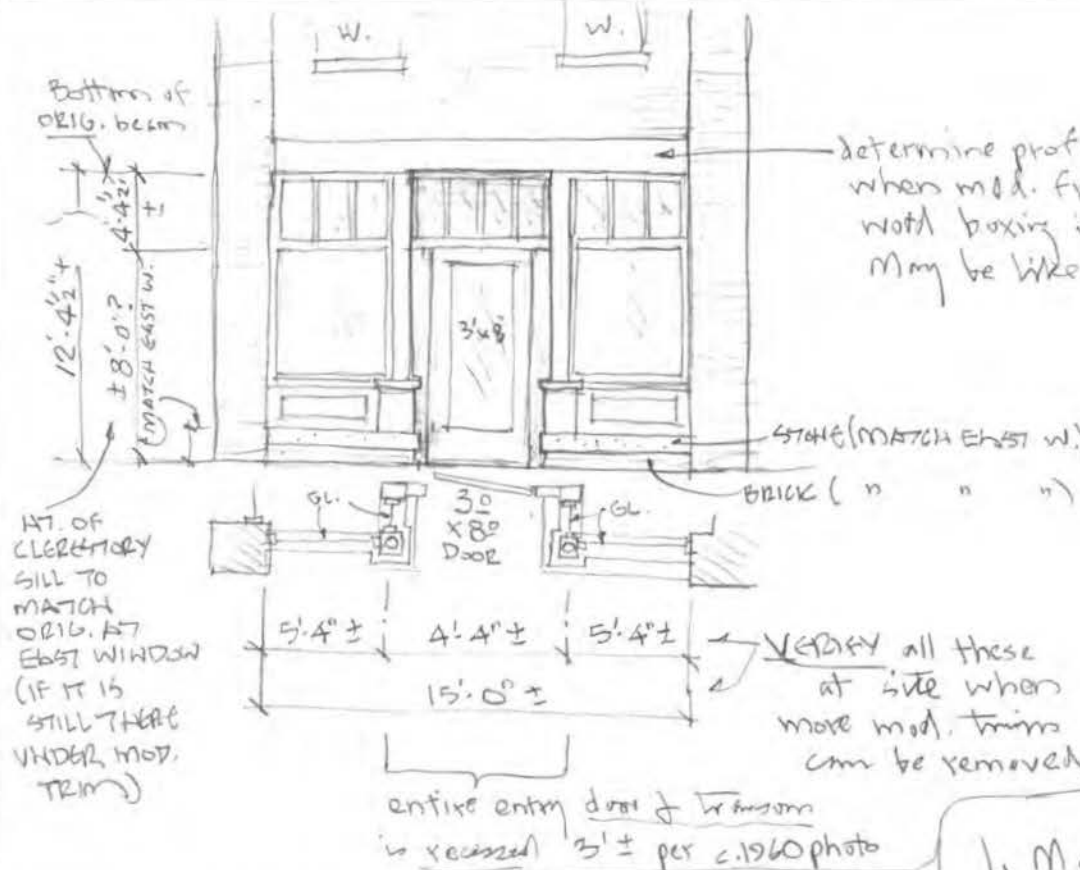 W.
W.
Bottom of
ORIG. beam
4'-4½"
±
12'-4½"±
±8'-0"?
MATCH EAST W.
determine prof
when mod. 
wood boxing
May be like
3'x8'
STONE (MATCH EAST W.)
BRICK ( " " ")
HT. OF
CLERESTORY
SILL TO
MATCH
ORIG. AT
EAST WINDOW
(IF IT IS
STILL THERE
UNDER MOD.
TRIM)
GL.
3⁰
x 8⁰
DOOR
GL.
5'-4" ±
4'-4" ±
5'-4" ±
15'-0" ±
VERIFY all these
at site when
more mod. trims
can be removed
entire entry door & transom
is recessed 3' ± per c.1960 photo
1. M